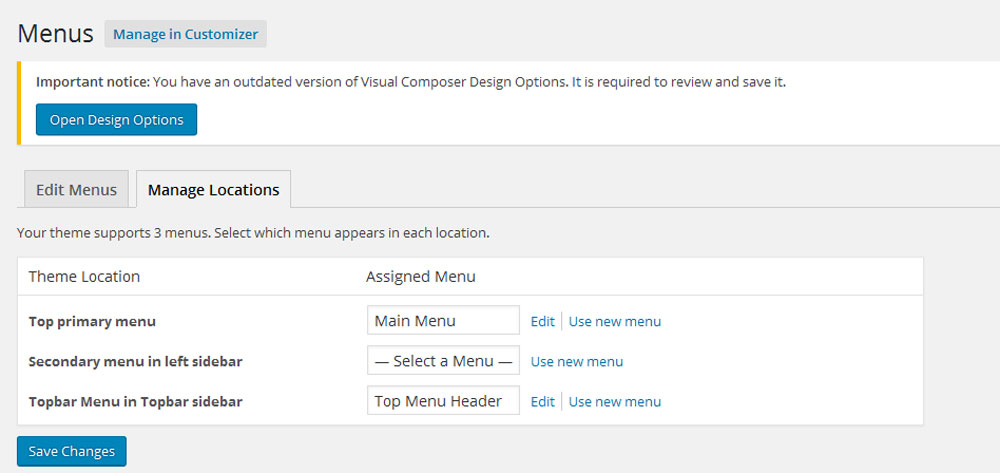 Menus Manage in Customizer
Important notice: You have an outdated version of Visual Composer Design Options. It is required to review and save it.
Open Design Options
Edit Menus Manage Locations
Your theme supports 3 menus. Select which menu appears in each location.
Theme Location Assigned Menu
Top primary menu Main Menu Edit Use new menu
Secondary menu in left sidebar — Select a Menu — Use new menu
Topbar Menu in Topbar sidebar Top Menu Header Edit Use new menu
Save Changes